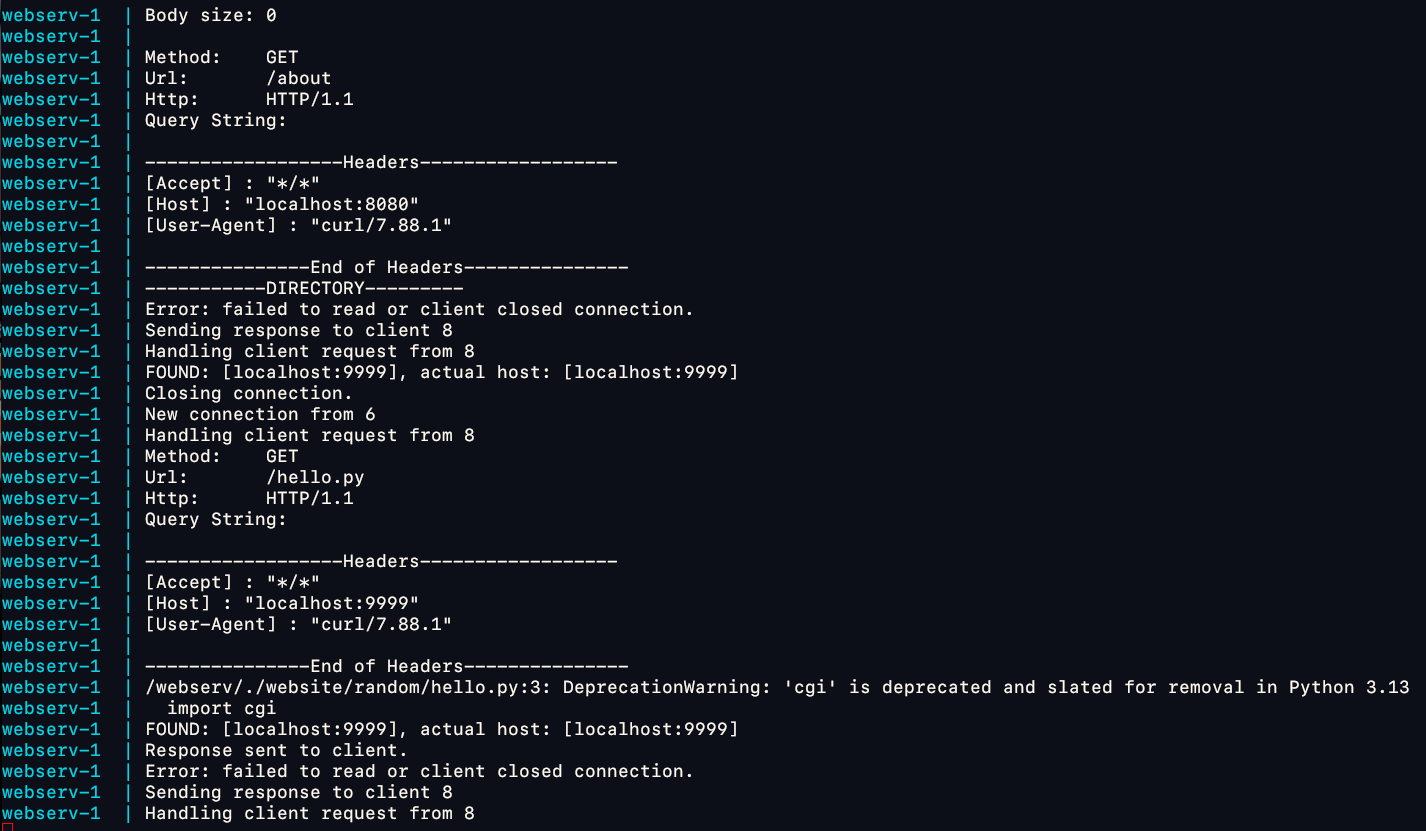 webserv-1  | Body size: 0
webserv-1  |
webserv-1  | Method:    GET
webserv-1  | Url:       /about
webserv-1  | Http:      HTTP/1.1
webserv-1  | Query String:
webserv-1  |
webserv-1  | ------------------Headers------------------
webserv-1  | [Accept] : "*/*"
webserv-1  | [Host] : "localhost:8080"
webserv-1  | [User-Agent] : "curl/7.88.1"
webserv-1  |
webserv-1  | ---------------End of Headers---------------
webserv-1  | -----------DIRECTORY---------
webserv-1  | Error: failed to read or client closed connection.
webserv-1  | Sending response to client 8
webserv-1  | Handling client request from 8
webserv-1  | FOUND: [localhost:9999], actual host: [localhost:9999]
webserv-1  | Closing connection.
webserv-1  | New connection from 6
webserv-1  | Handling client request from 8
webserv-1  | Method:    GET
webserv-1  | Url:       /hello.py
webserv-1  | Http:      HTTP/1.1
webserv-1  | Query String:
webserv-1  |
webserv-1  | ------------------Headers------------------
webserv-1  | [Accept] : "*/*"
webserv-1  | [Host] : "localhost:9999"
webserv-1  | [User-Agent] : "curl/7.88.1"
webserv-1  |
webserv-1  | ---------------End of Headers---------------
webserv-1  | /webserv/./website/random/hello.py:3: DeprecationWarning: 'cgi' is deprecated and slated for removal in Python 3.13
webserv-1  |   import cgi
webserv-1  | FOUND: [localhost:9999], actual host: [localhost:9999]
webserv-1  | Response sent to client.
webserv-1  | Error: failed to read or client closed connection.
webserv-1  | Sending response to client 8
webserv-1  | Handling client request from 8